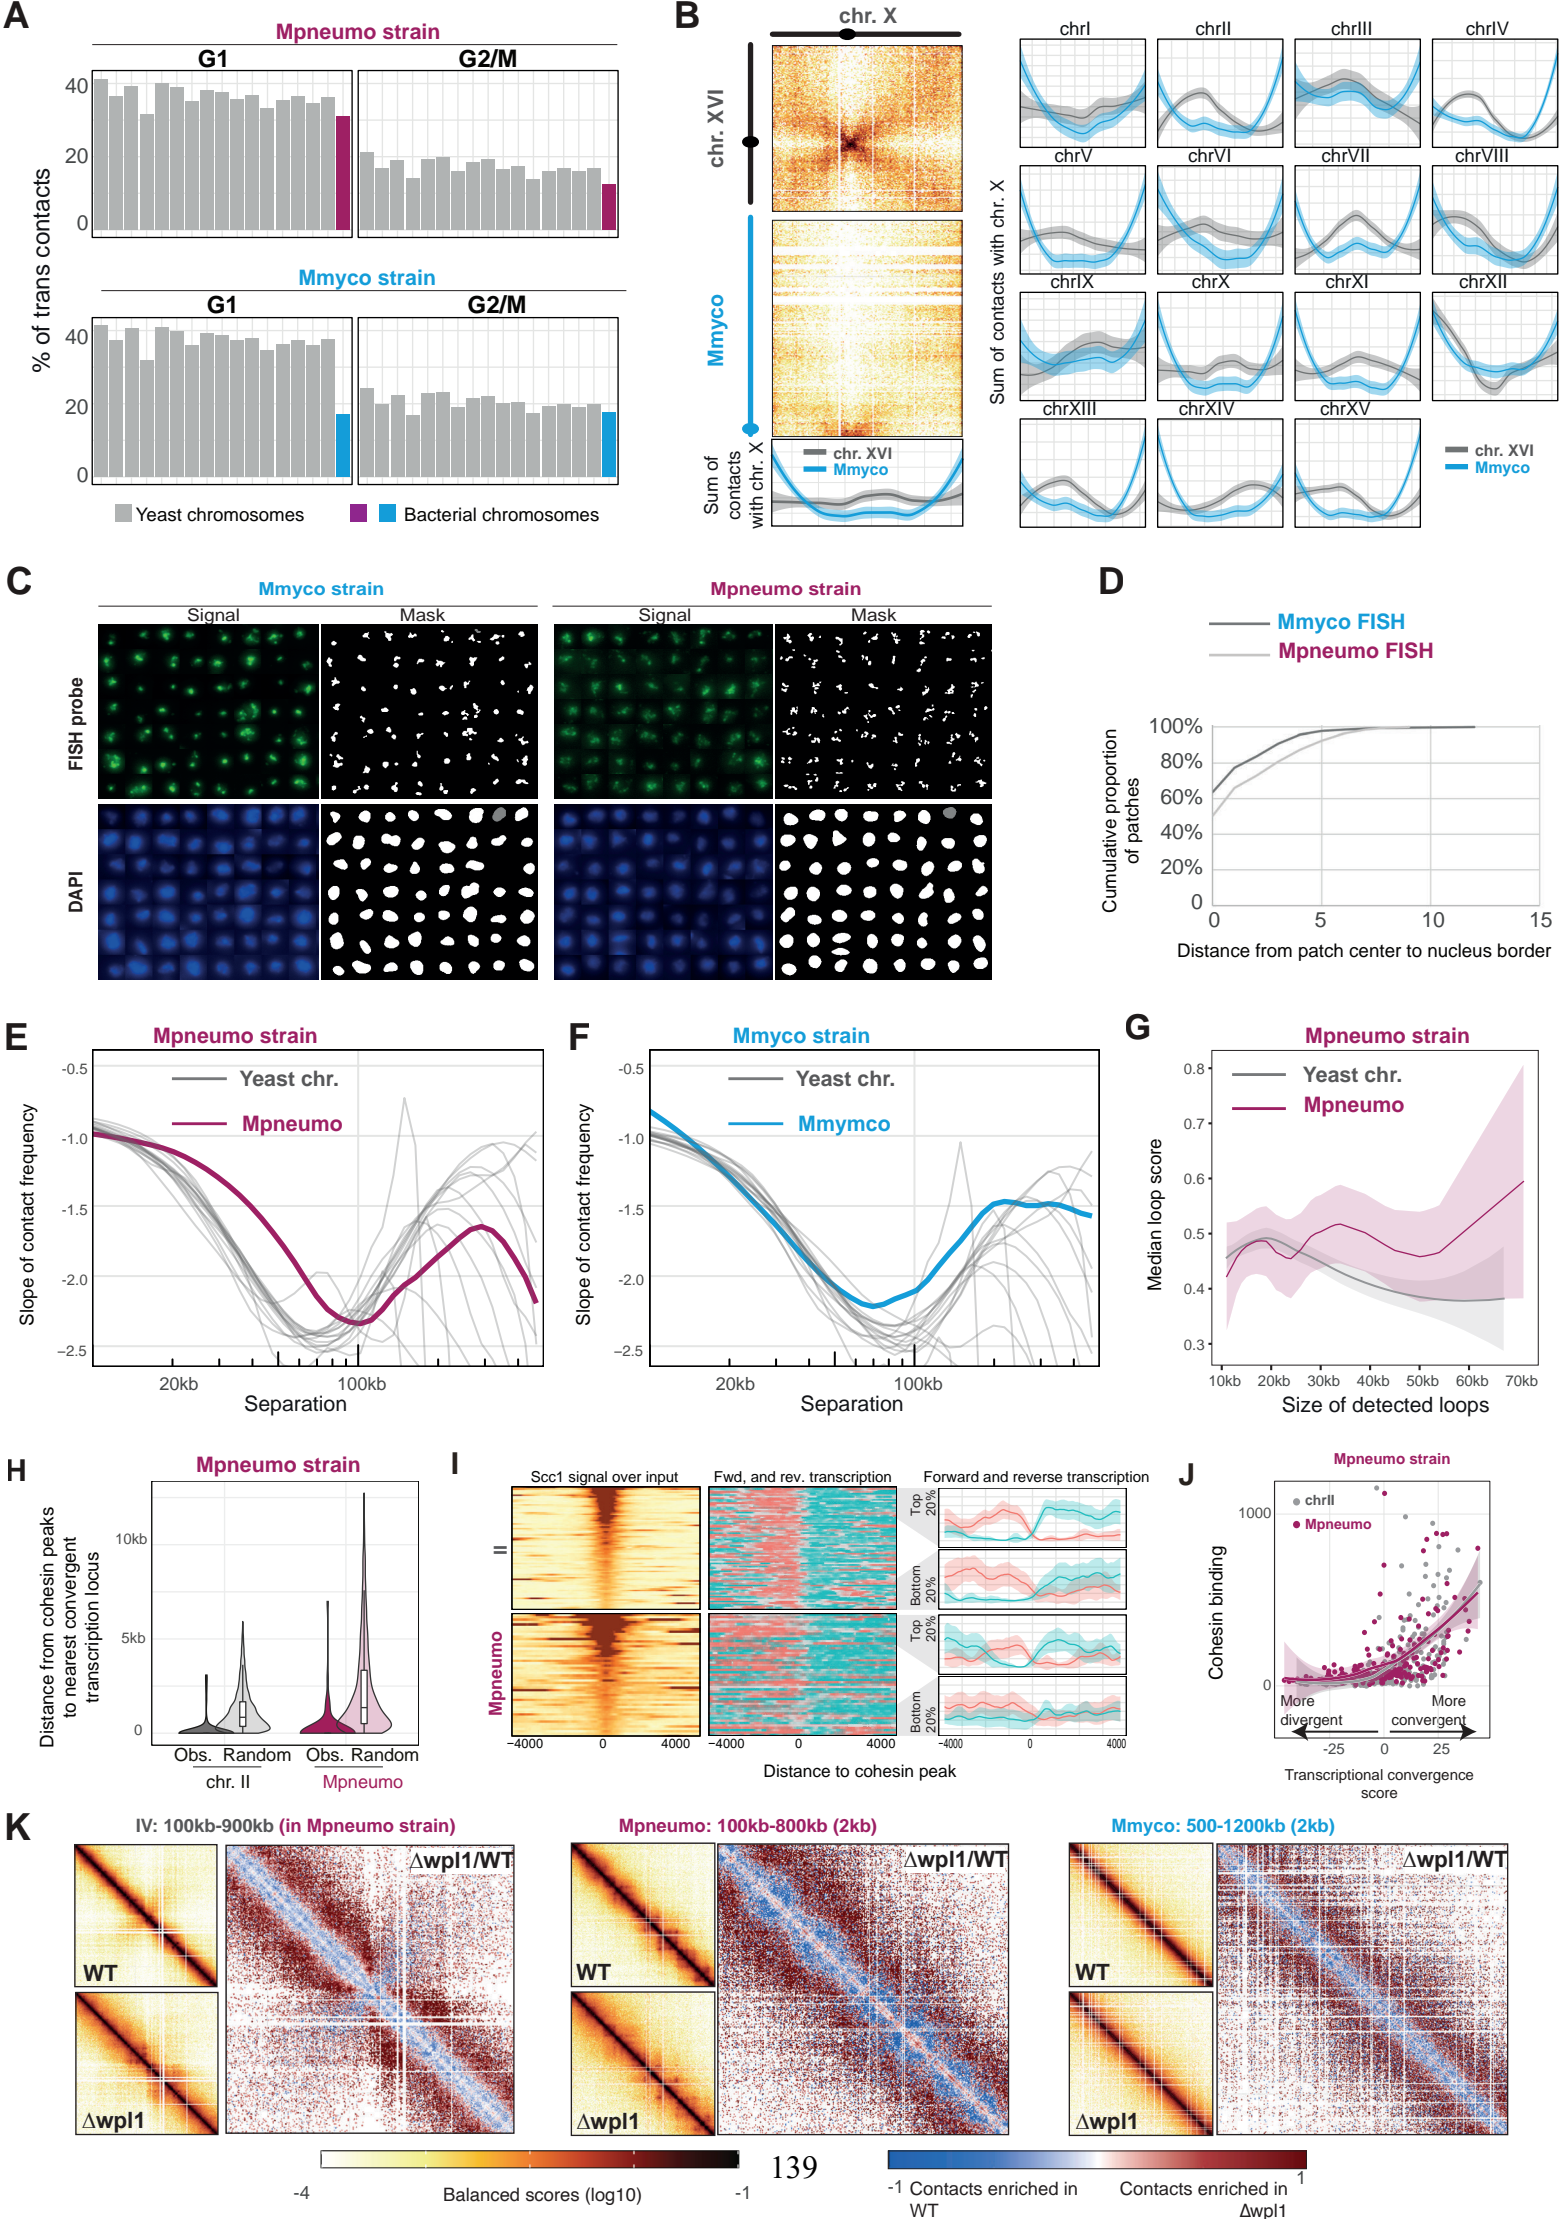 A
Mpneumo strain
G1
G2/M
40
20
0
Mmyco strain
G1
G2/M
40
20
0
% of trans contacts
Yeast chromosomes
Bacterial chromosomes
B
chr. X
chr. XVI
Mmyco
Sum of
contacts
with chr. X
chr. XVI
Mmyco
Sum of contacts with chr. X
chrI
chrII
chrIII
chrIV
chrV
chrVI
chrVII
chrVIII
chrIX
chrX
chrXI
chrXII
chrXIII
chrXIV
chrXV
chr. XVI
Mmyco
C
Mmyco strain
Mpneumo strain
Signal
Mask
Signal
Mask
FISH probe
DAPI
D
Mmyco FISH
Mpneumo FISH
Cumulative proportion
of patches
100%
80%
60%
40%
20%
0
0
5
10
15
Distance from patch center to nucleus border
E
Mpneumo strain
Yeast chr.
Mpneumo
Slope of contact frequency
-0.5
-1.0
-1.5
-2.0
−2.5
20kb
100kb
Separation
F
Mmyco strain
Yeast chr.
Mmymco
Slope of contact frequency
-0.5
-1.0
-1.5
-2.0
−2.5
20kb
100kb
Separation
G
Mpneumo strain
Yeast chr.
Mpneumo
Median loop score
0.8
0.7
0.6
0.5
0.4
0.3
10kb
20kb
30kb
40kb
50kb
60kb
70kb
Size of detected loops
H
Mpneumo strain
Distance from cohesin peaks
to nearest convergent
transcription locus
10kb
5kb
0
Obs. Random
Obs. Random
chr. II
Mpneumo
I
Scc1 signal over input
Fwd, and rev. transcription
Forward and reverse transcription
II
Mpneumo
Top
20%
Bottom
20%
Top
20%
Bottom
20%
−4000
0
4000
−4000
0
4000
−4000
0
4000
Distance to cohesin peak
J
Mpneumo strain
chrII
Mpneumo
Cohesin binding
1000
0
More
divergent
More
convergent
-25
0
25
Transcriptional convergence
score
K
IV: 100kb-900kb (in Mpneumo strain)
WT
Δwpl1
Δwpl1/WT
Mpneumo: 100kb-800kb (2kb)
WT
Δwpl1
Δwpl1/WT
Mmyco: 500-1200kb (2kb)
WT
Δwpl1
Δwpl1/WT
-4
Balanced scores (log10)
-1
139
-1
Contacts enriched in
WT
Contacts enriched in
Δwpl1
1